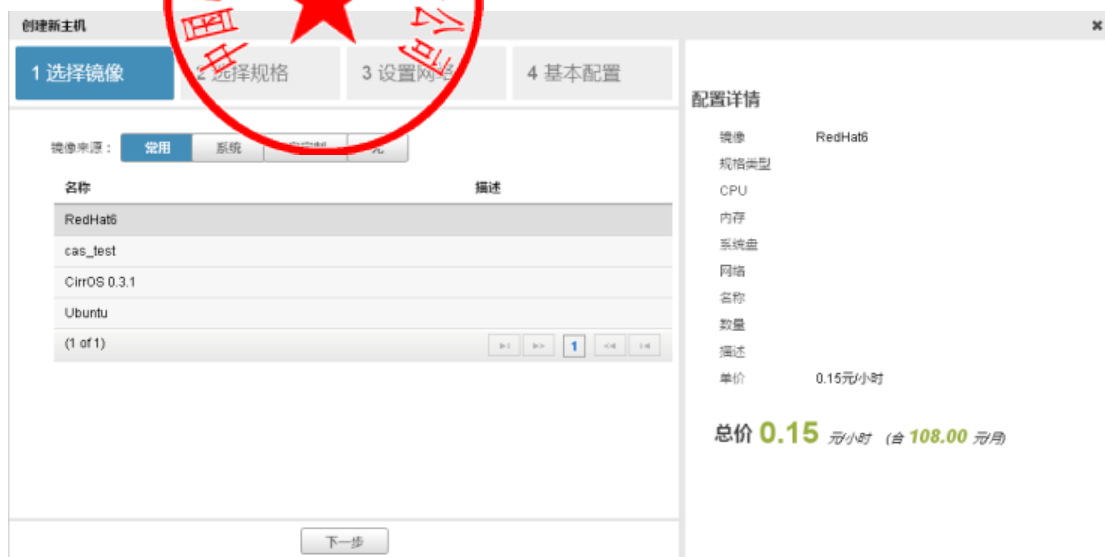 创建新主机
中国
公司
1 选择镜像
2 选择规格
3 设置网络
4 基本配置
镜像来源：
常用
系统
名称
描述
RedHat6
cas_test
CirrOS 0.3.1
Ubuntu
(1 of 1)
1
下一步
配置详情
镜像 RedHat6
规格类型
CPU
内存
系统盘
网络
名称
数量
描述
单价 0.15元/小时
总价 0.15 元/小时 (合 108.00 元/月)